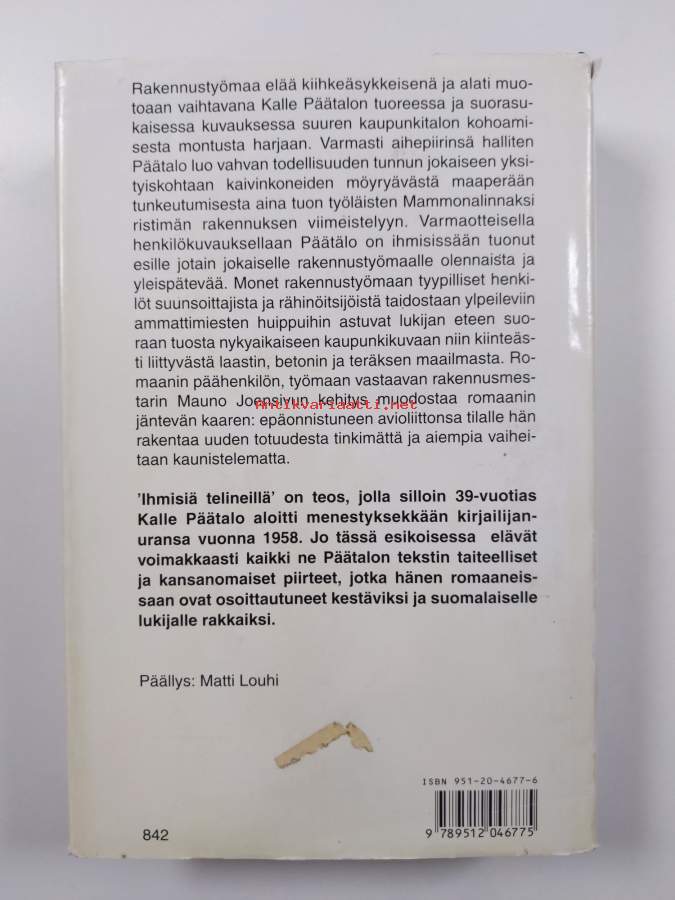 Rakennustyömaa elää kiihkeäsykkeisenä ja alati muo-
toaan vaihtavana Kalle Päätalon tuoreessa ja suorasu-
kaisessa kuvauksessa suuren kaupunkitalon kohoami-
sesta montusta harjaan. Varmasti aihepiirinsä halliten
Päätalo luo vahvan todellisuuden tunnun jokaiseen yksi-
tyiskohtaan kaivinkoneiden möyryävästä maaperään
tunkeutumisesta aina tuon työläisten Mammonalinnaksi
ristimän rakennuksen viimeistelyyn. Varmaotteisella
henkilökuvauksellaan Päätälo on ihmisissään tuonut
esille jotain jokaiselle rakennustyömaalle olennaista ja
yleispätevää. Monet rakennustyömaan tyypilliset henki-
löt suunsoittajista ja rähinöitsijöistä taidostaan ylpeileviin
ammattimiesten huippuihin astuvat lukijan eteen suo-
raan tuosta nykyaikaiseen kaupunkikuvaan niin kiinteäs-
ti liittyvästä laastin, betonin ja teräksen maailmasta. Ro-
maanin päähenkilön, työmaan vastaavan rakennusmes-
tarin Mauno Joensivun kehitys muodostaa romaanin
Antikvariaatti.net
jäntevän kaaren: epäonnistuneen avioliittonsa tilalle hän
rakentaa uuden totuudesta tinkimättä ja aiempia vaihei-
taan kaunistelematta.
'Ihmisiä telineillä' on teos, jolla silloin 39-vuotias
Kalle Päätalo aloitti menestyksekkään kirjailijan-
uransa vuonna 1958. Jo tässä esikoisessa elävät
voimakkaasti kaikki ne Päätalon tekstin taiteelliset
ja kansanomaiset piirteet, jotka hänen romaaneis-
saan ovat osoittautuneet kestäviksi ja suomalaiselle
lukijalle rakkaiksi.
Päällys: Matti Louhi
ISBN 951-20-4677-6
9 789512 046775
842